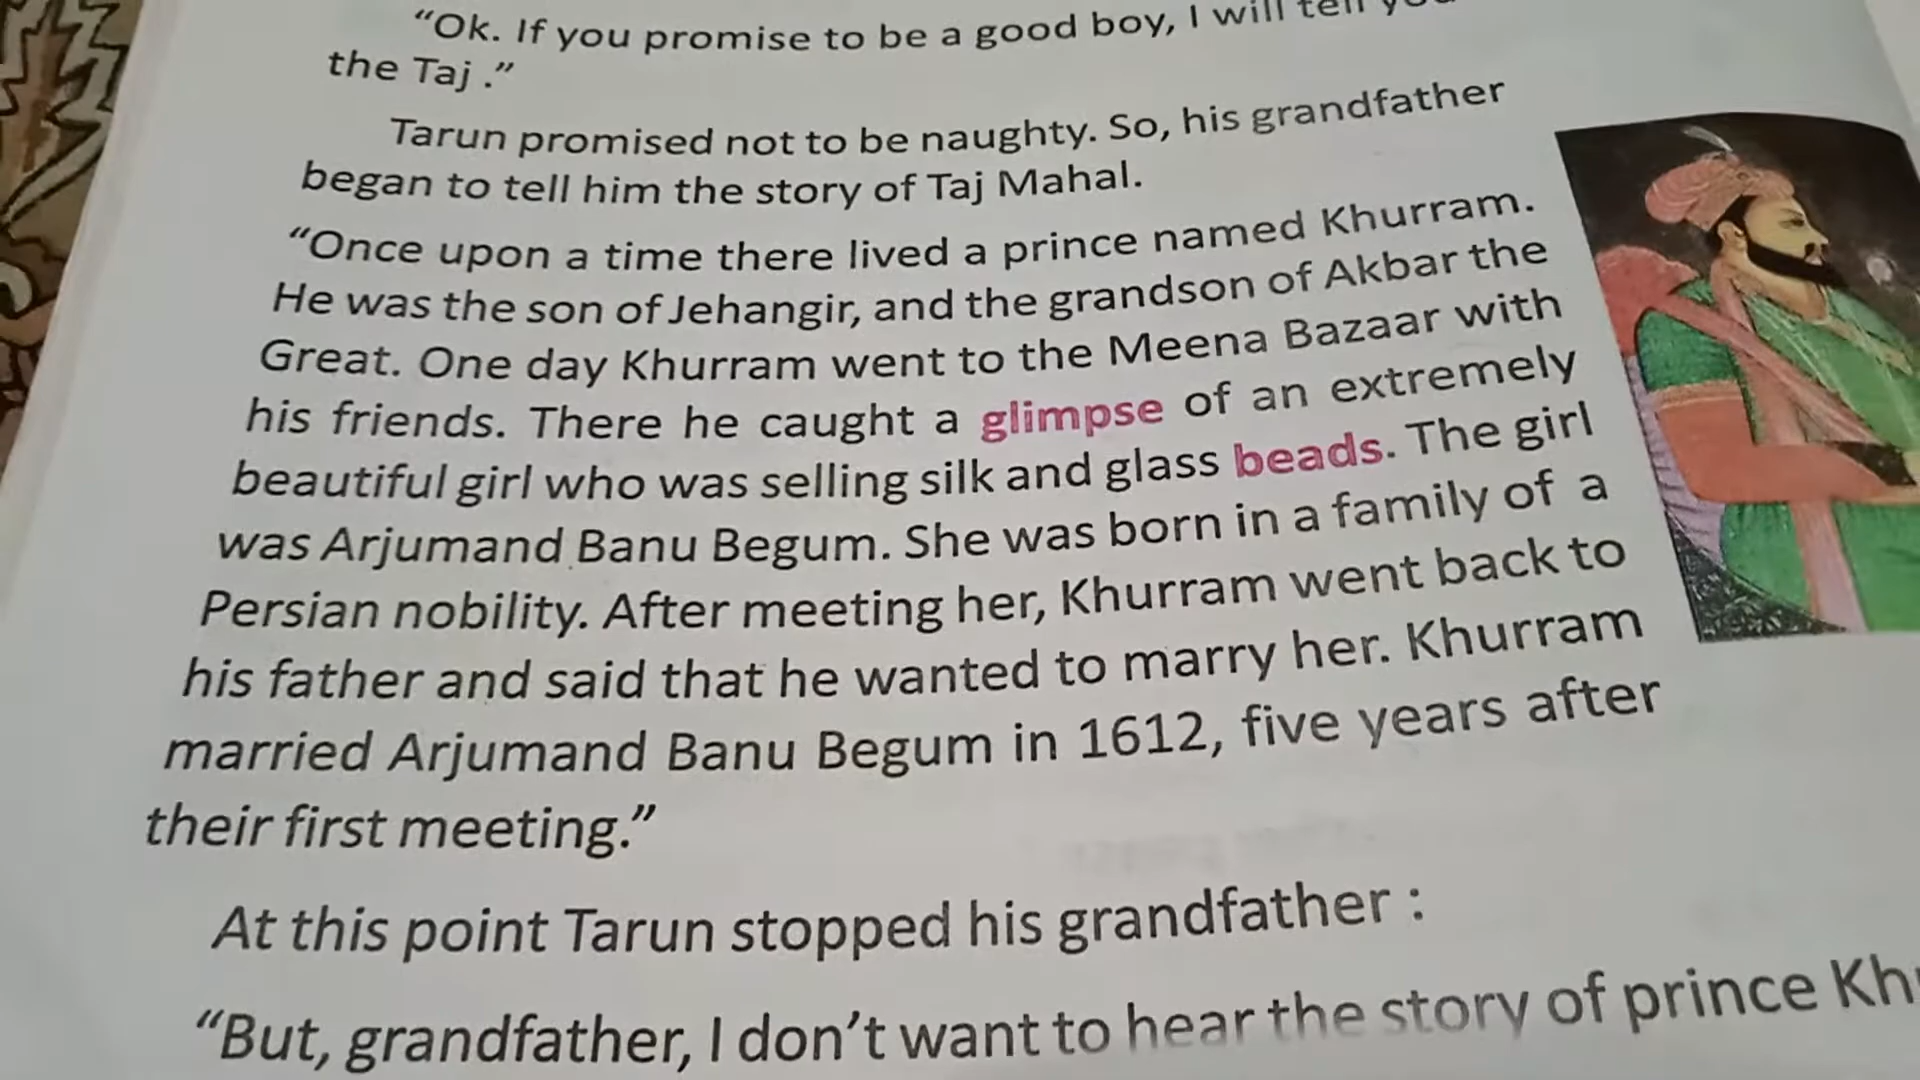 “Ok. If you promise to be a good boy, I will tell
the Taj .”
Tarun promised not to be naughty. So, his grandfather
began to tell him the story of Taj Mahal.
“Once upon a time there lived a prince named Khurram.
He was the son of Jehangir, and the grandson of Akbar the
Great. One day Khurram went to the Meena Bazaar with
his friends. There he caught a glimpse of an extremely
beautiful girl who was selling silk and glass beads. The girl
was Arjumand Banu Begum. She was born in a family of a
Persian nobility. After meeting her, Khurram went back to
his father and said that he wanted to marry her. Khurram
married Arjumand Banu Begum in 1612, five years after
their first meeting.”
At this point Tarun stopped his grandfather :
“But, grandfather, I don’t want to hear the story of prince